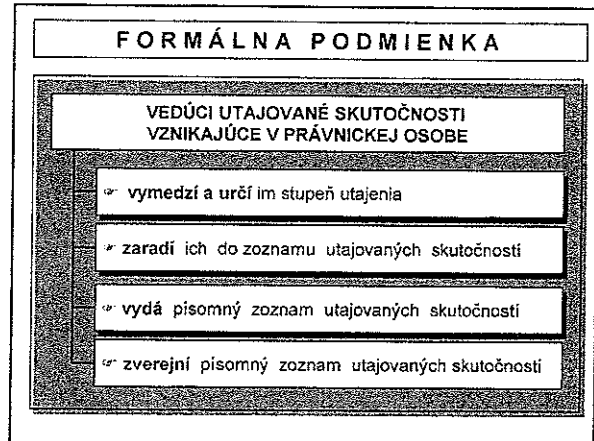 FORMÁLNA PODMIENKA
VEDÚCI UTAJOVANÉ SKUTOČNOSTI
VZNIKAJÚCE V PRÁVNICKEJ OSOBE
☞ vymedzí a určí im stupeň utajenia
☞ zaradí ich do zoznamu utajovaných skutočností
☞ vydá písomný zoznam utajovaných skutočností
☞ zverejní písomný zoznam utajovaných skutočností